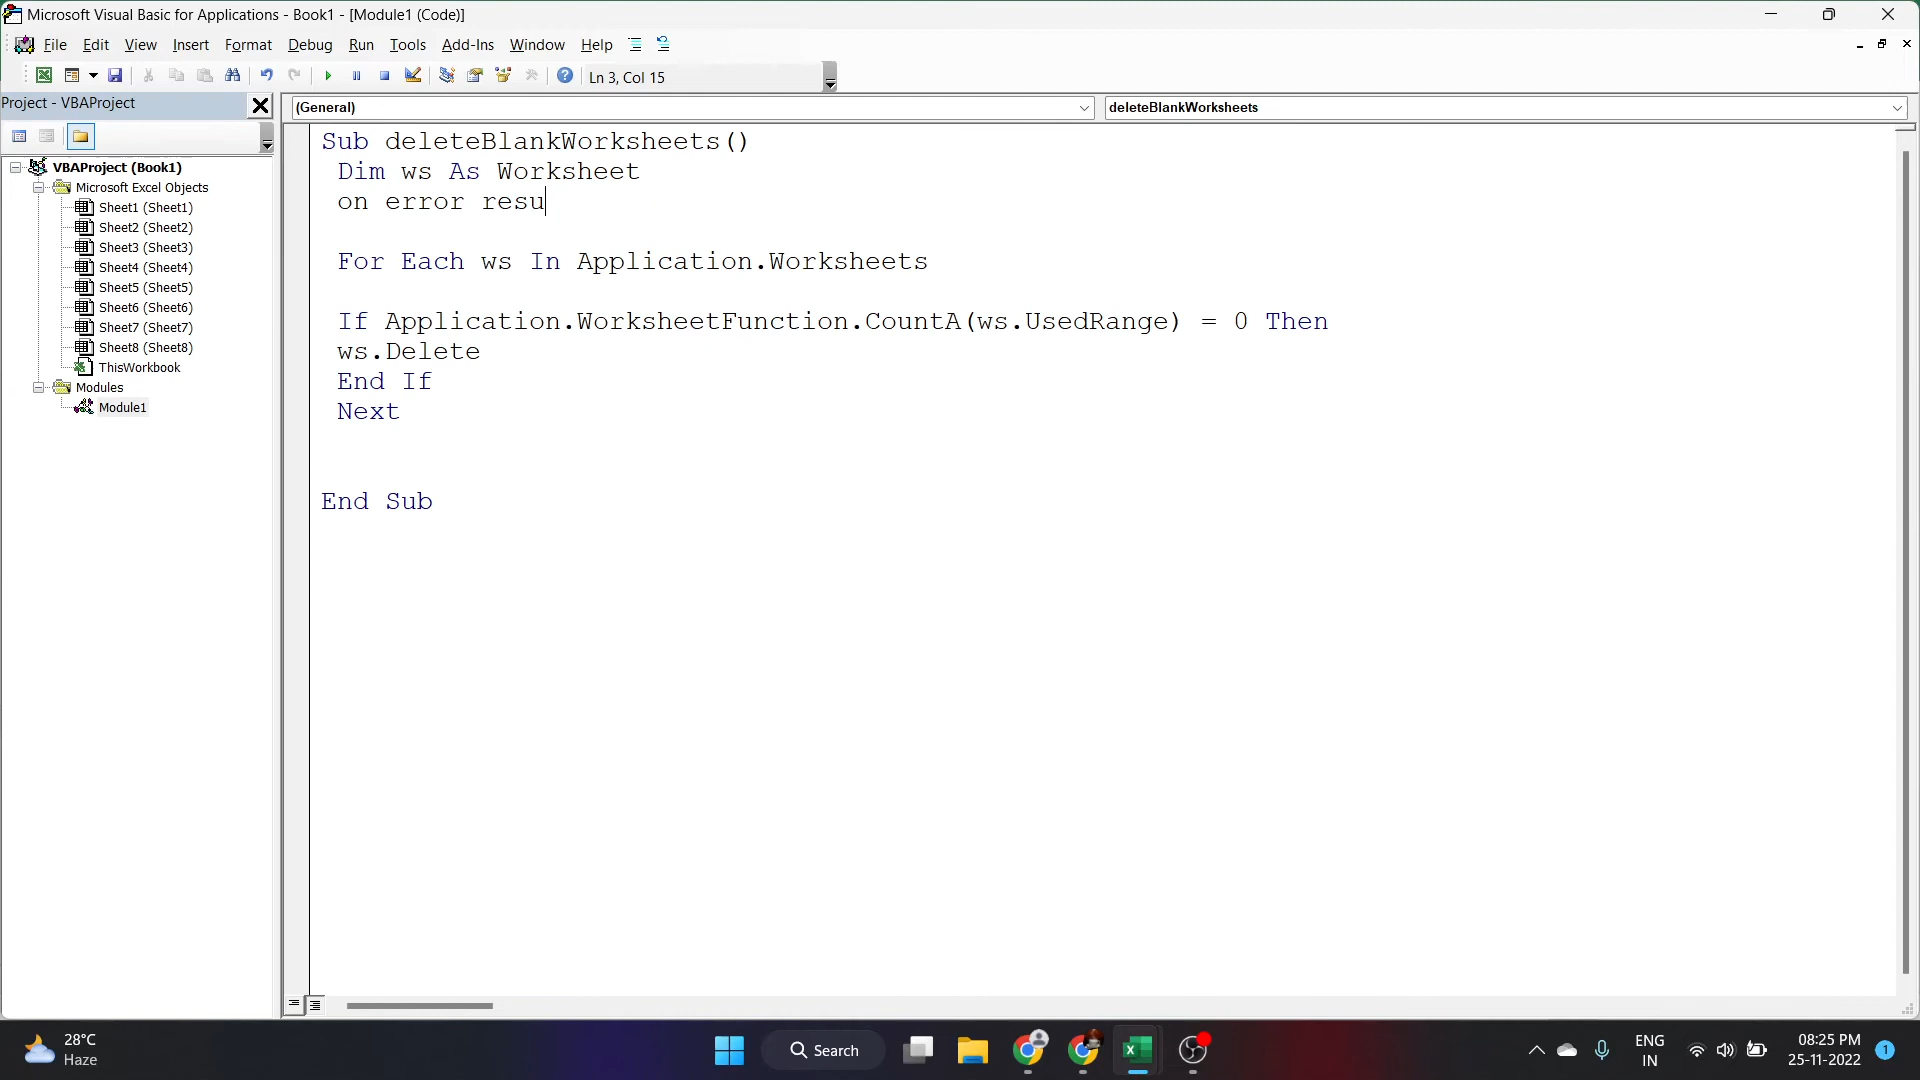 Microsoft Visual Basic for Applications - Book1 - [Module1 (Code)]
File Edit View Insert Format Debug Run Tools Add-Ins Window Help
Ln 3, Col 15
Project - VBAProject
(General)
deleteBlankWorksheets
VBAProject (Book1)
Microsoft Excel Objects
Sheet1 (Sheet1)
Sheet2 (Sheet2)
Sheet3 (Sheet3)
Sheet4 (Sheet4)
Sheet5 (Sheet5)
Sheet6 (Sheet6)
Sheet7 (Sheet7)
Sheet8 (Sheet8)
ThisWorkbook
Modules
Module1
Sub deleteBlankWorksheets()
Dim ws As Worksheet
on error resu
For Each ws In Application.Worksheets
If Application.WorksheetFunction.CountA(ws.UsedRange) = 0 Then
ws.Delete
End If
Next
End Sub
28°C
Haze
Search
ENG
IN
08:25 PM
25-11-2022
1